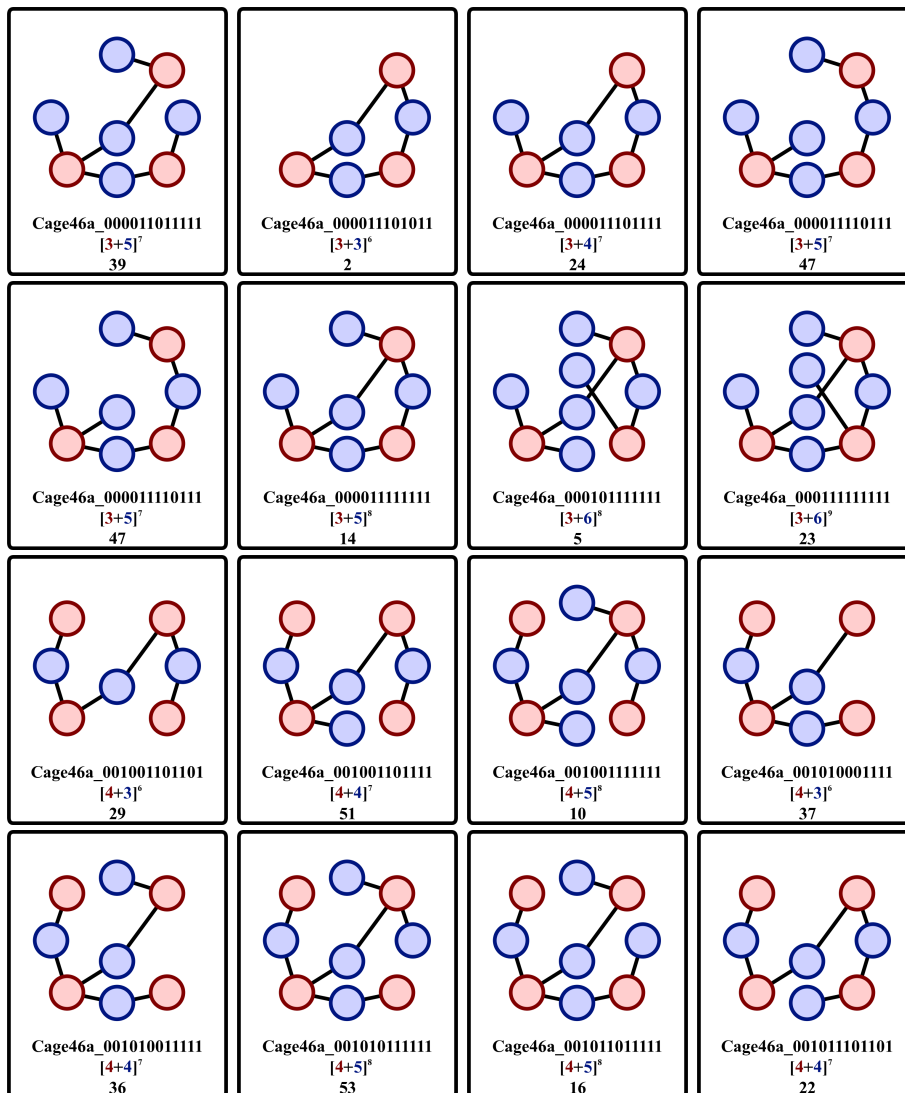 Cage46a_000011011111
[3+5]⁷
39
Cage46a_000011101011
[3+3]⁶
2
Cage46a_000011101111
[3+4]⁷
24
Cage46a_000011110111
[3+5]⁷
47
Cage46a_000011110111
[3+5]⁷
47
Cage46a_000011111111
[3+5]⁸
14
Cage46a_000101111111
[3+6]⁸
5
Cage46a_000111111111
[3+6]⁹
23
Cage46a_001001101101
[4+3]⁶
29
Cage46a_001001101111
[4+4]⁷
51
Cage46a_001001111111
[4+5]⁸
10
Cage46a_001010001111
[4+3]⁶
37
Cage46a_001010011111
[4+4]⁷
36
Cage46a_001010111111
[4+5]⁸
53
Cage46a_001011011111
[4+5]⁸
16
Cage46a_001011101101
[4+4]⁷
22